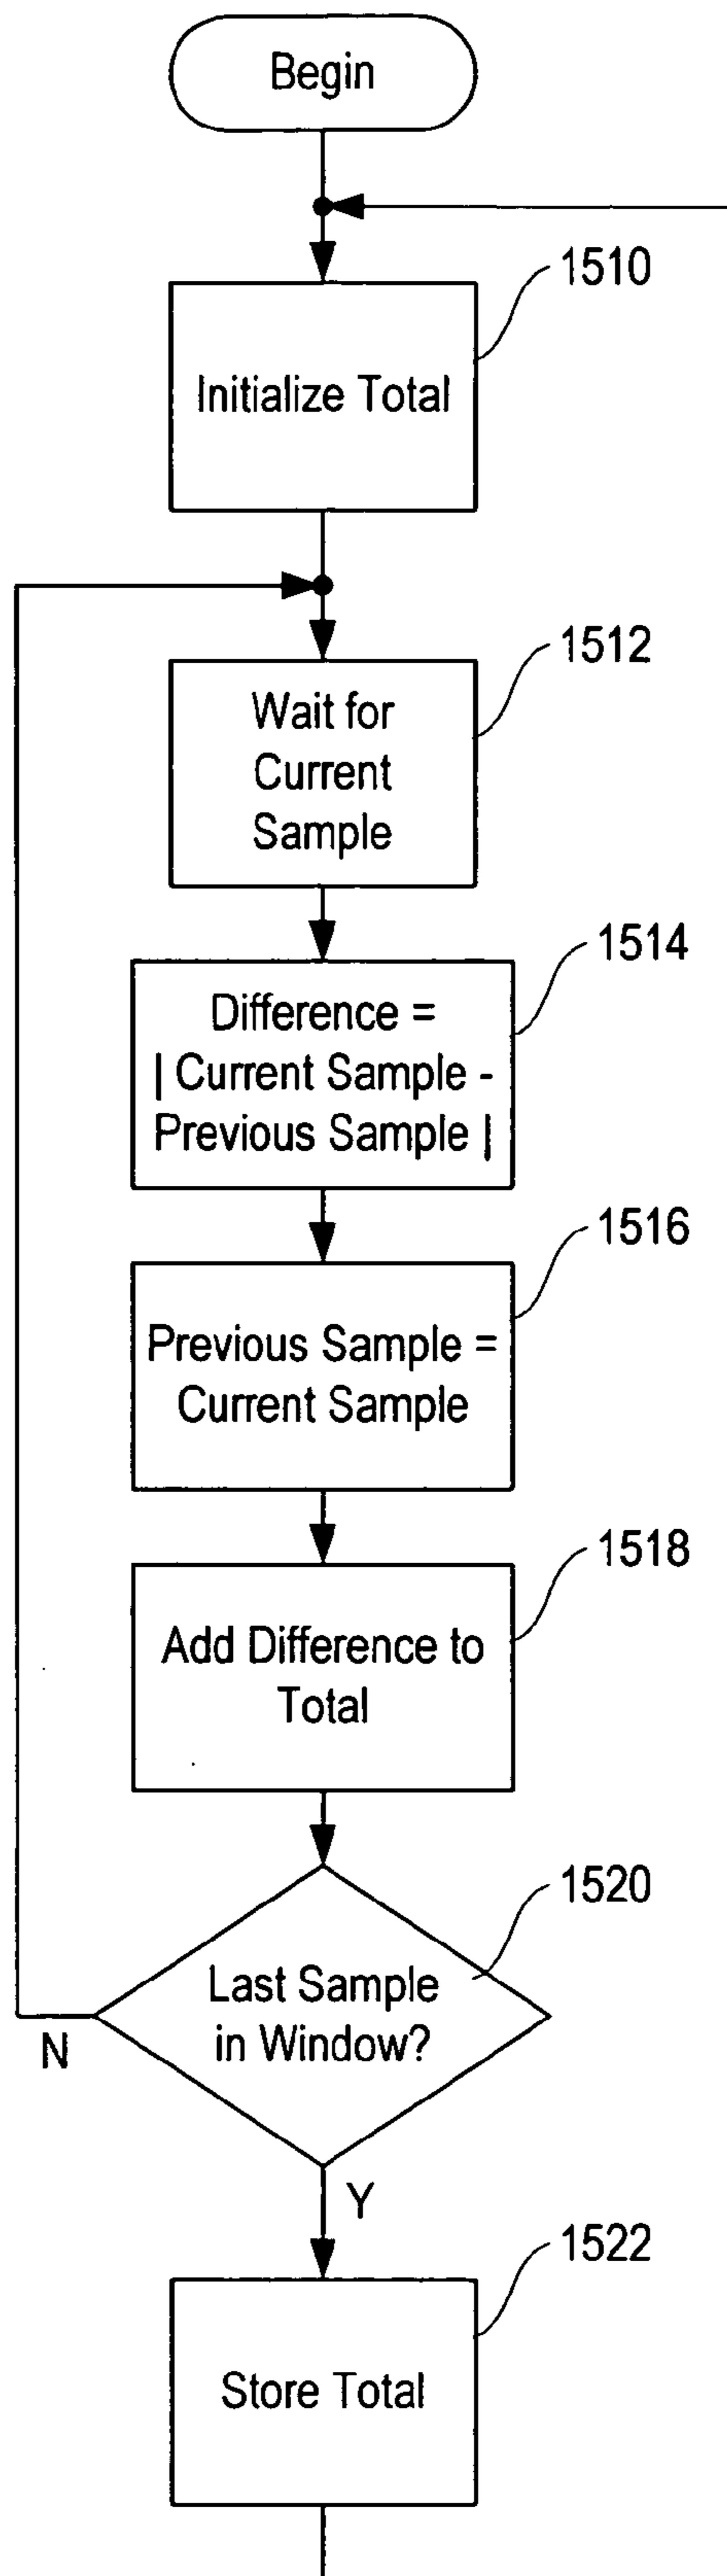 Begin
1510
Initialize Total
1512
Wait for
Current
Sample
1514
Difference =
| Current Sample -
Previous Sample |
1516
Previous Sample =
Current Sample
1518
Add Difference to
Total
1520
Last Sample
in Window?
N
Y
1522
Store Total